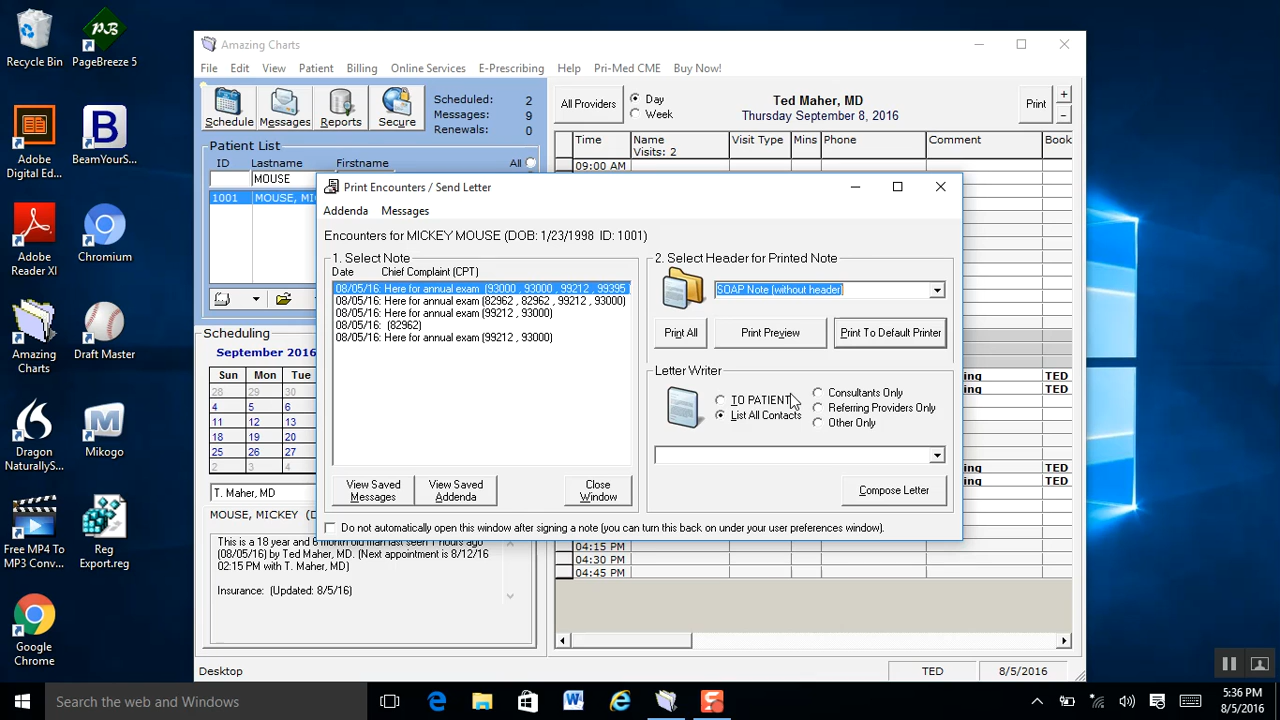 Recycle Bin
PageBreeze 5
Adobe Digital Ed...
BeamYourS...
Adobe Reader XI
Chromium
Amazing Charts
Draft Master
Dragon NaturallyS...
Mikogo
Free MP4 To MP3 Conv...
Reg Export.reg
Google Chrome
Amazing Charts
File Edit View Patient Billing Online Services E-Prescribing Help Pri-Med CME Buy Now!
Schedule Messages Reports Secure
Scheduled: 2
Messages: 9
Renewals: 0
Patient List
ID Lastname Firstname All
MOUSE
1001 MOUSE, MI
Scheduling
September 2016
Sun Mon Tue
28 29 30
4 5 6
11 12 13
18 19 20
25 26 27
2 3
T. Maher, MD
MOUSE, MICKEY (D
This is a 18 year and 6 month old man last seen 1 hours ago
(08/05/16) by Ted Maher, MD. (Next appointment is 8/12/16
02:15 PM with T. Maher, MD)
Insurance: (Updated: 8/5/16)
All Providers
Day
Week
Ted Maher, MD
Thursday September 8, 2016
Print
+
-
Time Name Visits: 2 Visit Type Mins Phone Comment Book
09:00 AM
TED
TED
TED
TED
04:15 PM
04:30 PM
04:45 PM
Print Encounters / Send Letter
Addenda Messages
Encounters for MICKEY MOUSE (DOB: 1/23/1998 ID: 1001)
1. Select Note
Date Chief Complaint (CPT)
08/05/16: Here for annual exam (93000 , 93000 , 99212 , 99395
08/05/16: Here for annual exam (82962 , 82962 , 99212 , 93000)
08/05/16: Here for annual exam (99212 , 93000)
08/05/16: (82962)
08/05/16: Here for annual exam (99212 , 93000)
View Saved Messages
View Saved Addenda
Close Window
2. Select Header for Printed Note
SOAP Note (without header)
Print All
Print Preview
Print To Default Printer
Letter Writer
TO PATIENT
List All Contacts
Consultants Only
Referring Providers Only
Other Only
Compose Letter
Do not automatically open this window after signing a note (you can turn this back on under your user preferences window).
Desktop
TED
8/5/2016
Search the web and Windows
5:36 PM
8/5/2016